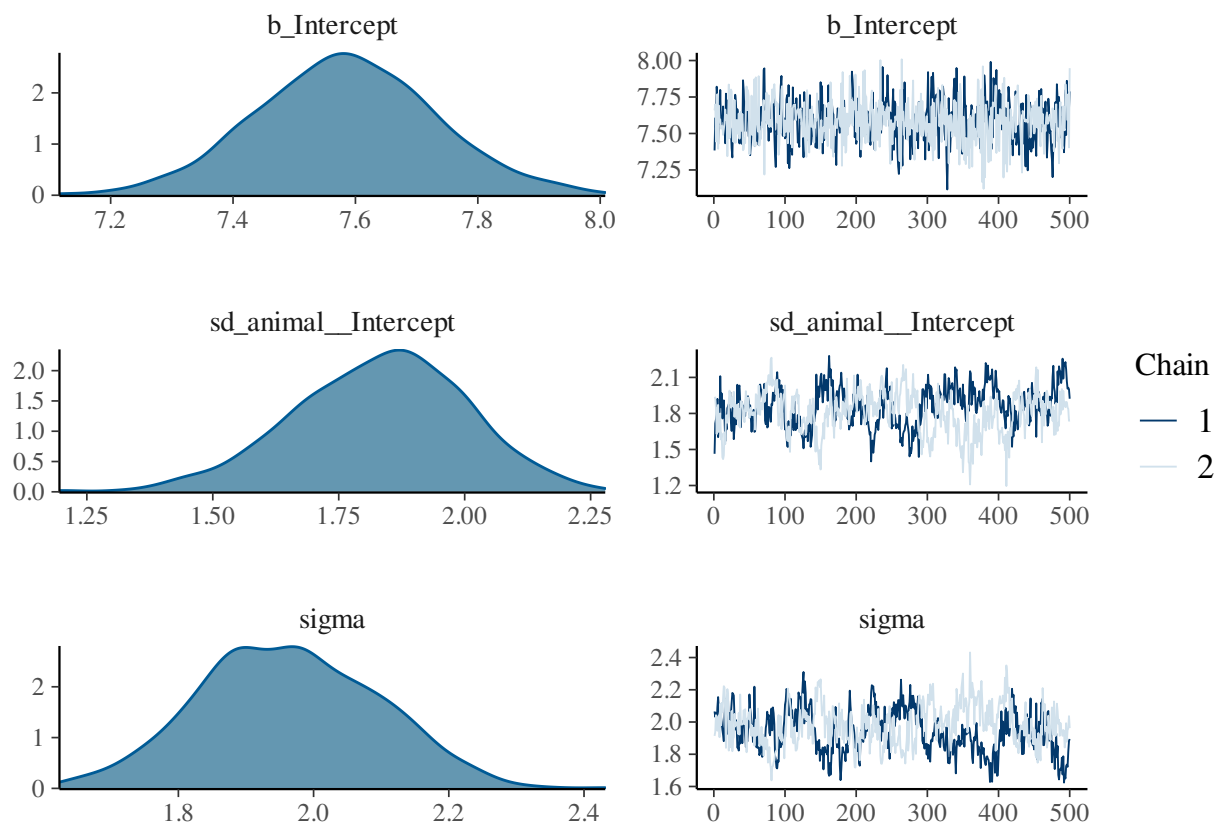 b_Intercept
2
1
0
7.2 7.4 7.6 7.8 8.0
b_Intercept
8.00
7.75
7.50
7.25
0 100 200 300 400 500
sd_animal__Intercept
2.0
1.5
1.0
0.5
0.0
1.25 1.50 1.75 2.00 2.25
sd_animal__Intercept
2.1
1.8
1.5
1.2
0 100 200 300 400 500
Chain
1
2
sigma
2
1
0
1.8 2.0 2.2 2.4
sigma
2.4
2.2
2.0
1.8
1.6
0 100 200 300 400 500